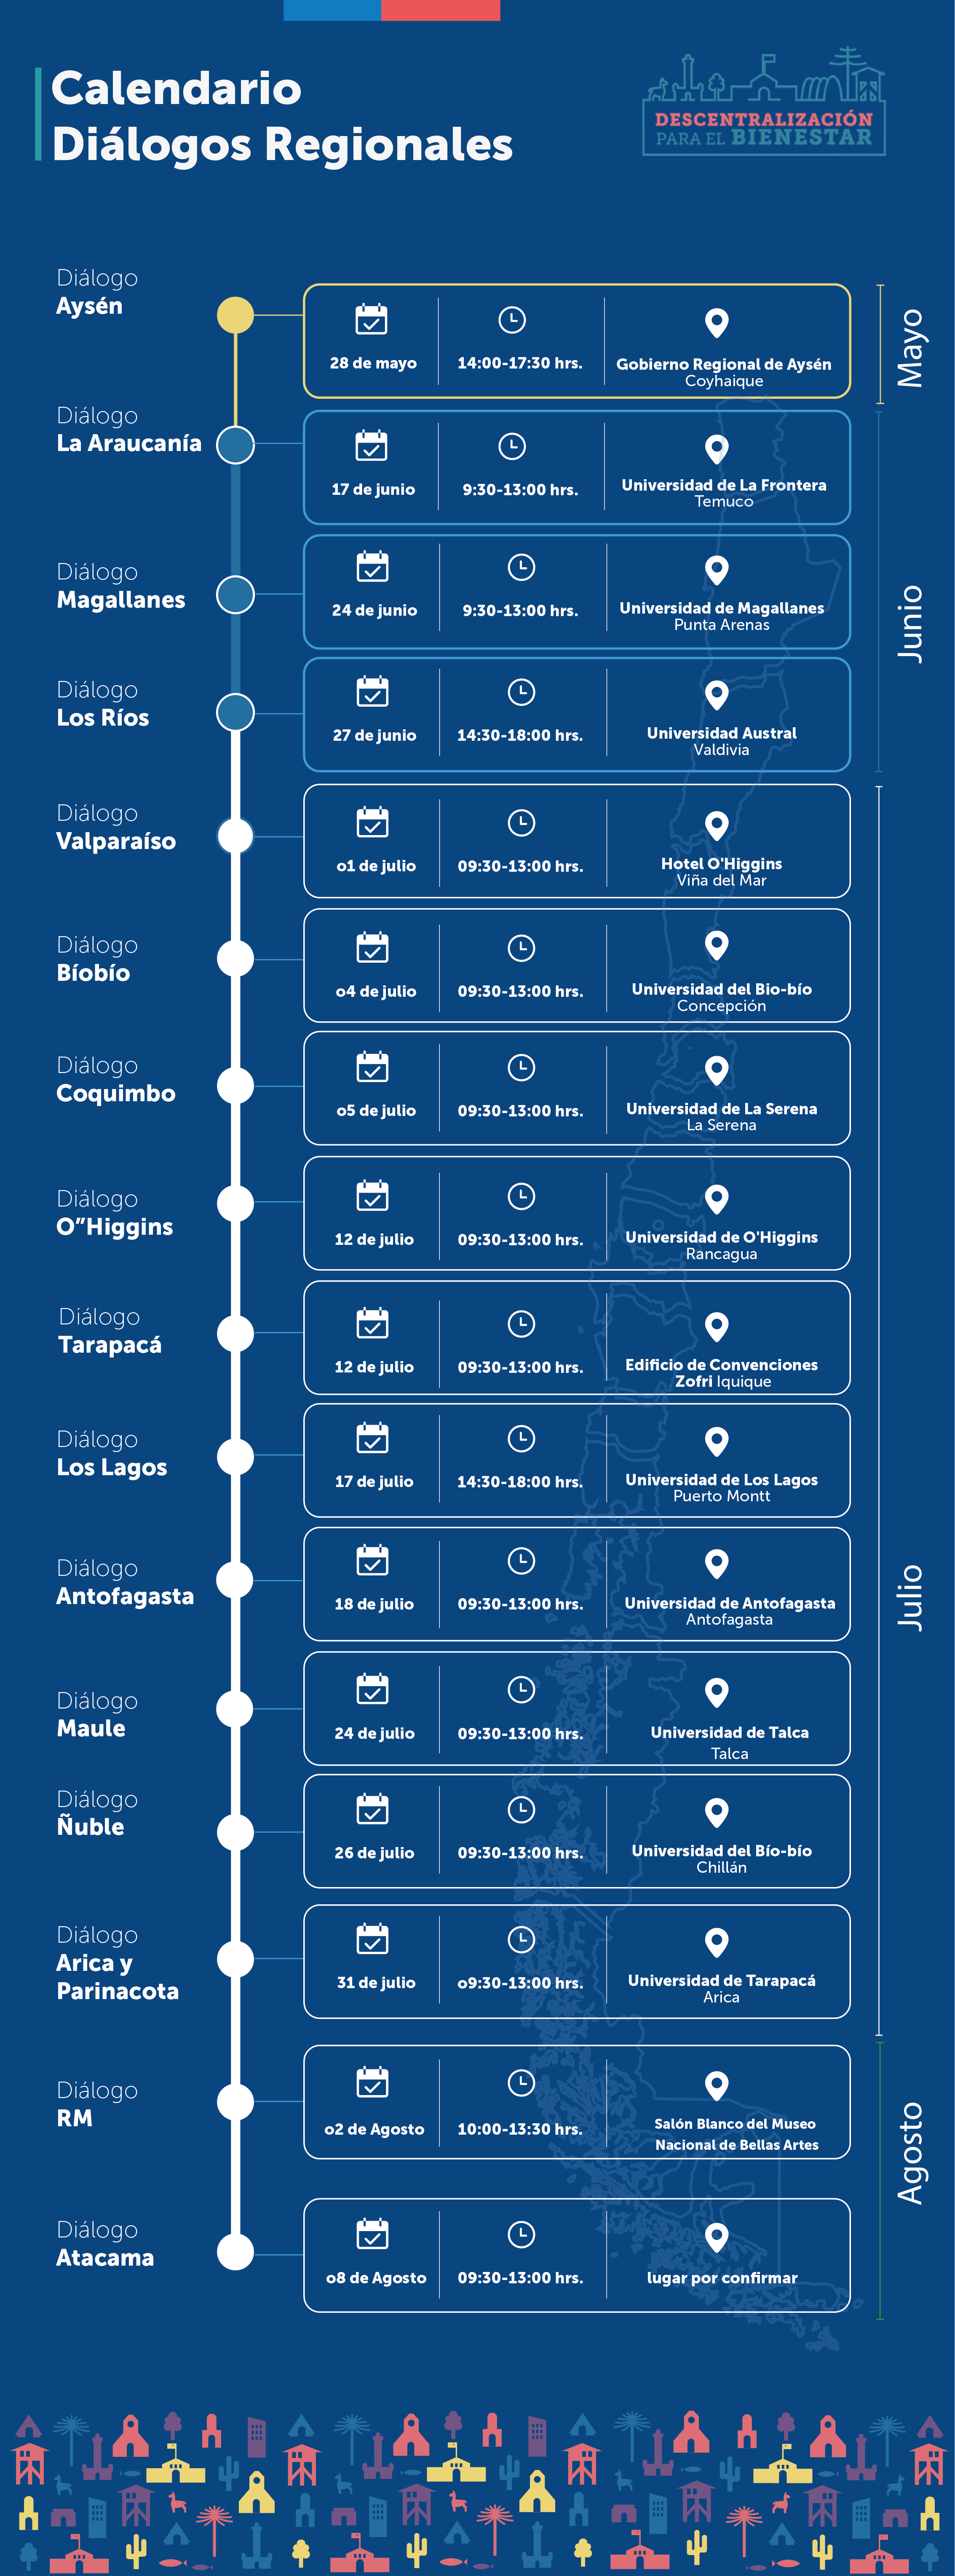 Calendario
Diálogos Regionales
DESCENTRALIZACIÓN
PARA EL BIENESTAR
Diálogo
Aysén
28 de mayo
14:00-17:30 hrs.
Gobierno Regional de Aysén
Coyhaique
Mayo
Diálogo
La Araucanía
17 de junio
9:30-13:00 hrs.
Universidad de La Frontera
Temuco
Diálogo
Magallanes
24 de junio
9:30-13:00 hrs.
Universidad de Magallanes
Punta Arenas
Junio
Diálogo
Los Ríos
27 de junio
14:30-18:00 hrs.
Universidad Austral
Valdivia
Diálogo
Valparaíso
o1 de julio
09:30-13:00 hrs.
Hotel O'Higgins
Viña del Mar
Diálogo
Bíobío
o4 de julio
09:30-13:00 hrs.
Universidad del Bio-bío
Concepción
Diálogo
Coquimbo
o5 de julio
09:30-13:00 hrs.
Universidad de La Serena
La Serena
Diálogo
O”Higgins
12 de julio
09:30-13:00 hrs.
Universidad de O'Higgins
Rancagua
Diálogo
Tarapacá
12 de julio
09:30-13:00 hrs.
Edificio de Convenciones
Zofri Iquique
Diálogo
Los Lagos
17 de julio
14:30-18:00 hrs.
Universidad de Los Lagos
Puerto Montt
Diálogo
Antofagasta
18 de julio
09:30-13:00 hrs.
Universidad de Antofagasta
Antofagasta
Julio
Diálogo
Maule
24 de julio
09:30-13:00 hrs.
Universidad de Talca
Talca
Diálogo
Ñuble
26 de julio
09:30-13:00 hrs.
Universidad del Bío-bío
Chillán
Diálogo
Arica y
Parinacota
31 de julio
o9:30-13:00 hrs.
Universidad de Tarapacá
Arica
Diálogo
RM
o2 de Agosto
10:00-13:30 hrs.
Salón Blanco del Museo
Nacional de Bellas Artes
Agosto
Diálogo
Atacama
o8 de Agosto
09:30-13:00 hrs.
lugar por confirmar